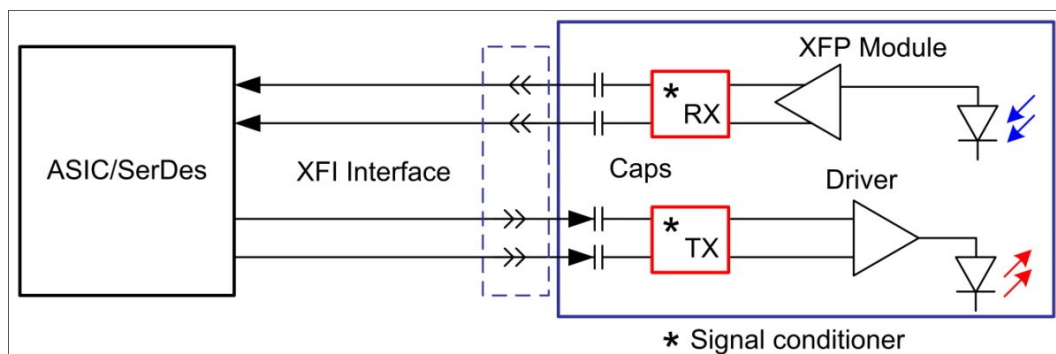 XFP Module
* RX
ASIC/SerDes
XFI Interface
Caps
Driver
* TX
* Signal conditioner